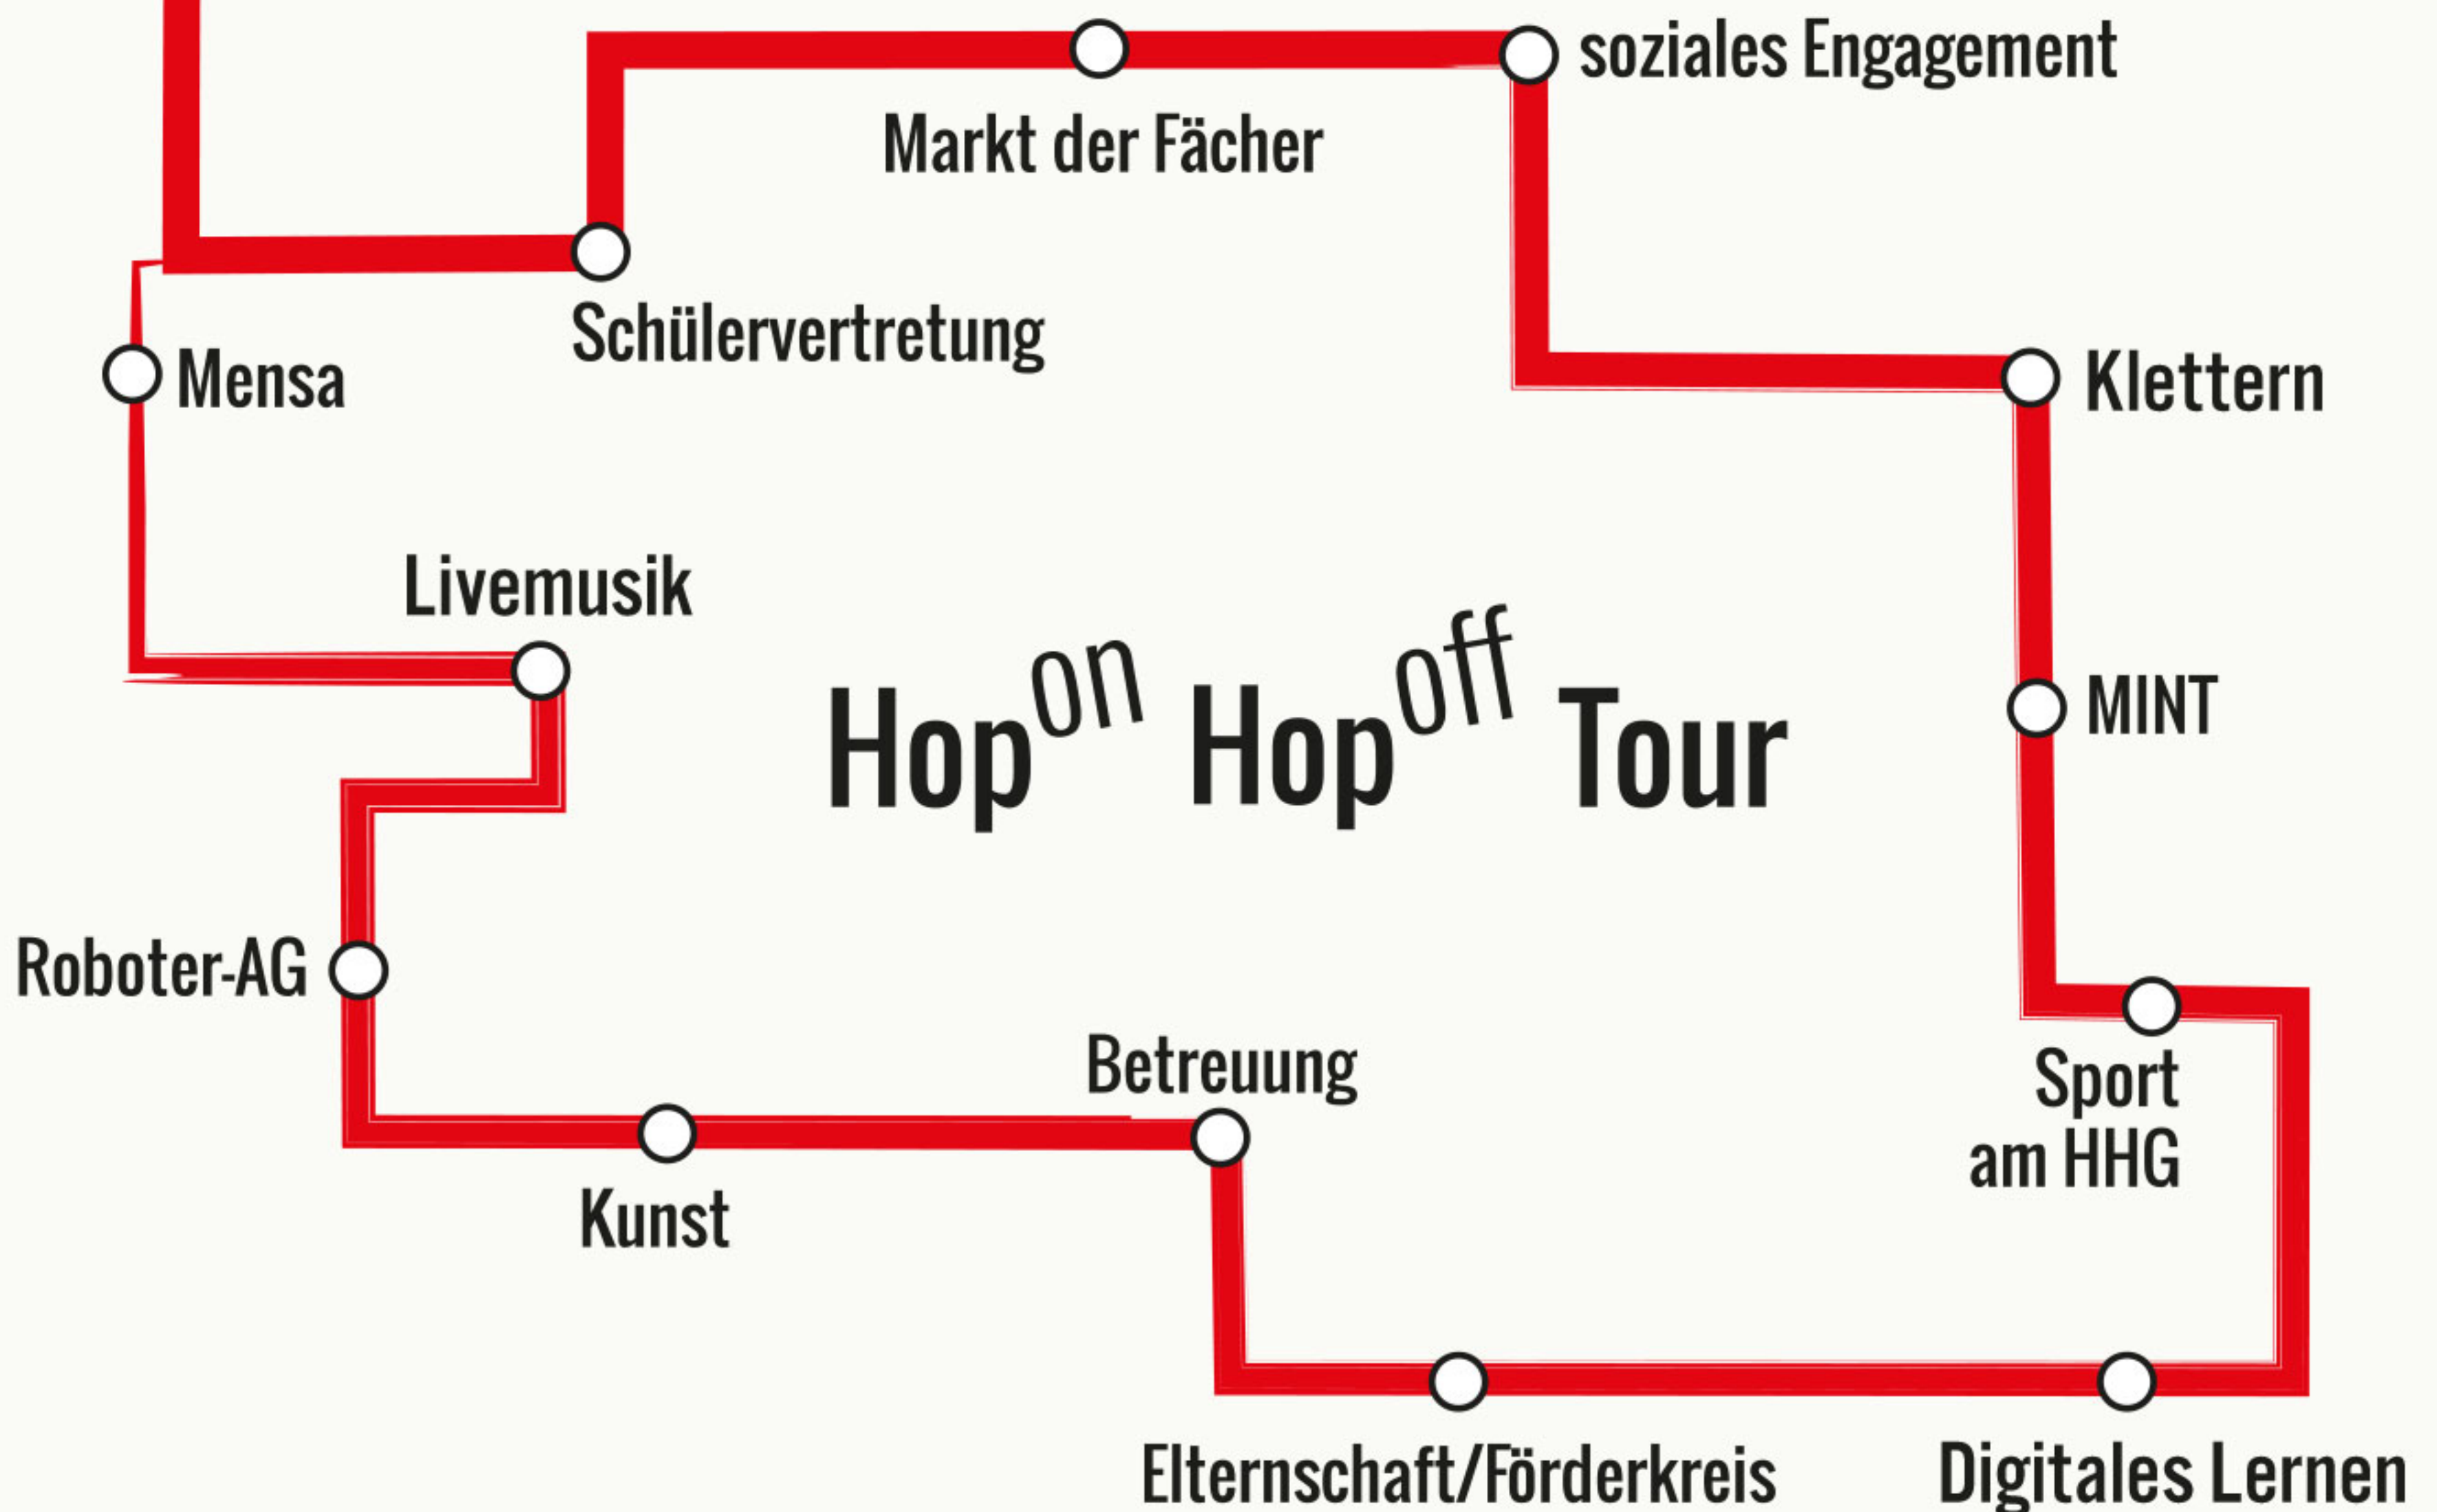 soziales Engagement
Markt der Fächer
Schülervertretung
Mensa
Klettern
Livemusik
Hop on Hop off Tour
MINT
Roboter-AG
Betreuung
Sport
am HHG
Kunst
Elternschaft/Förderkreis
Digitales Lernen